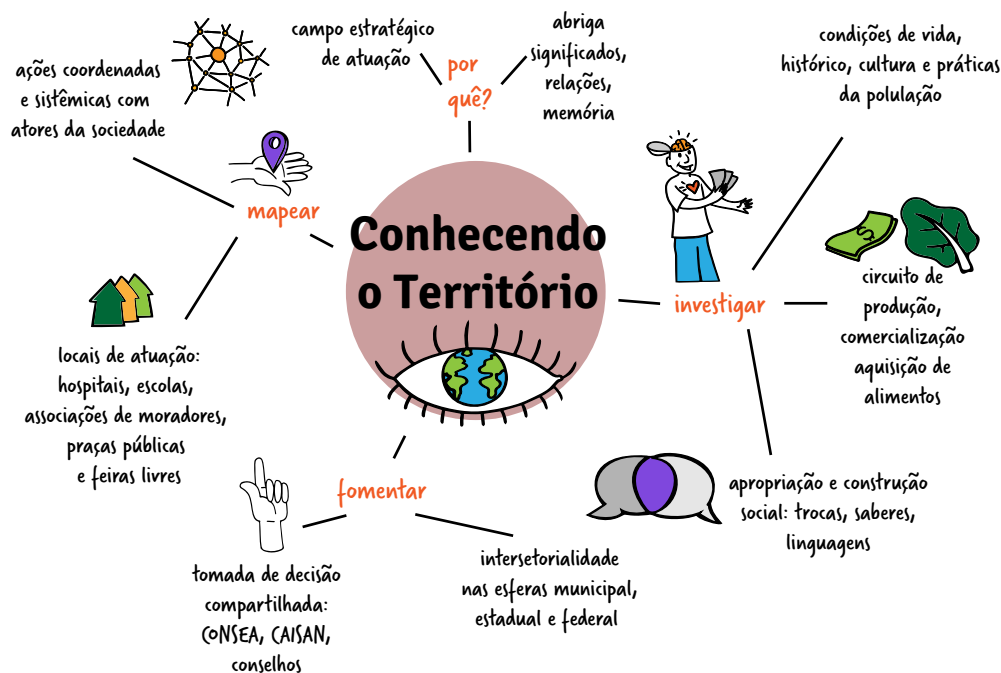 Conhecendo
o Território
por
quê?
campo estratégico
de atuação
abriga
significados,
relações,
memória
investigar
condições de vida,
histórico, cultura e práticas
da polulação
circuito de
produção,
comercialização
aquisição de
alimentos
apropriação e construção
social: trocas, saberes,
linguagens
fomentar
intersetorialidade
nas esferas municipal,
estadual e federal
tomada de decisão
compartilhada:
CONSEA, CAISAN,
conselhos
mapear
locais de atuação:
hospitais, escolas,
associações de moradores,
praças públicas
e feiras livres
ações coordenadas
e sistêmicas com
atores da sociedade
$